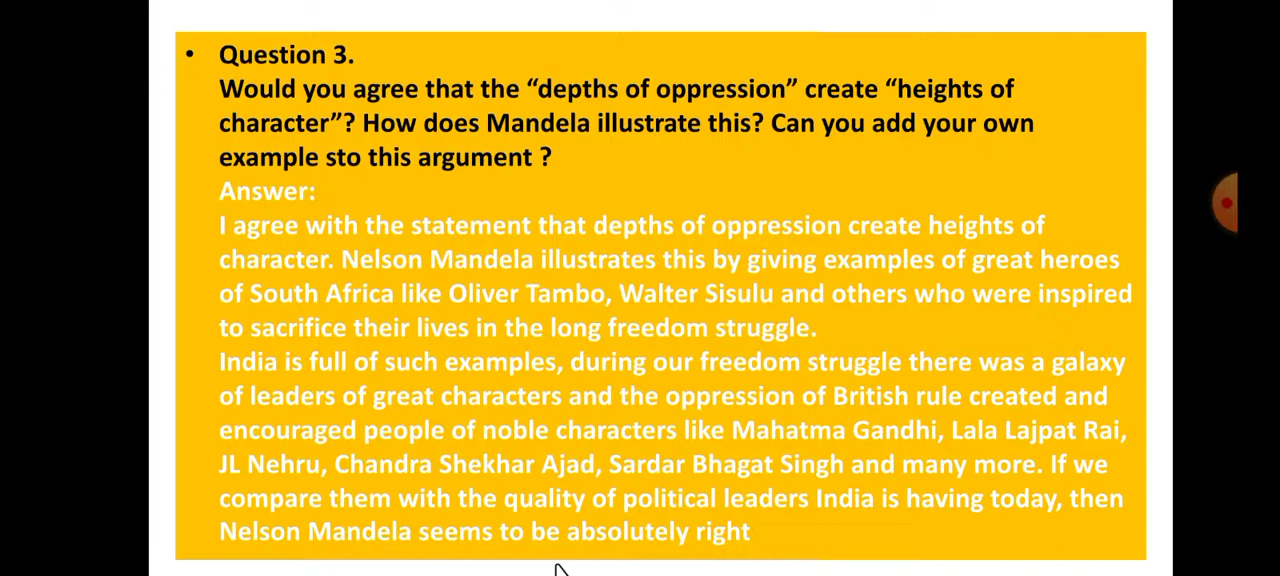 • Question 3.
Would you agree that the “depths of oppression” create “heights of
character”? How does Mandela illustrate this? Can you add your own
example sto this argument ?
Answer:
I agree with the statement that depths of oppression create heights of
character. Nelson Mandela illustrates this by giving examples of great heroes
of South Africa like Oliver Tambo, Walter Sisulu and others who were inspired
to sacrifice their lives in the long freedom struggle.
India is full of such examples, during our freedom struggle there was a galaxy
of leaders of great characters and the oppression of British rule created and
encouraged people of noble characters like Mahatma Gandhi, Lala Lajpat Rai,
JL Nehru, Chandra Shekhar Ajad, Sardar Bhagat Singh and many more. If we
compare them with the quality of political leaders India is having today, then
Nelson Mandela seems to be absolutely right